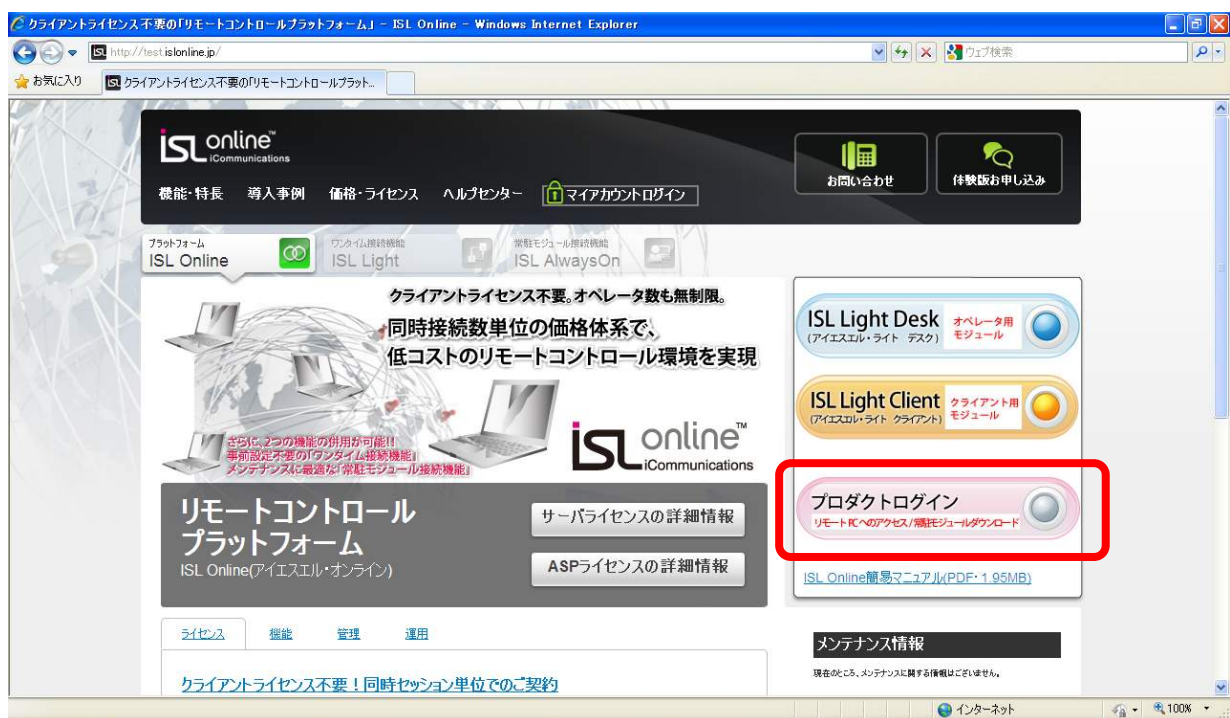 クライアントライセンス不要の「リモートコントロールプラットフォーム」 - ISL Online - Windows Internet Explorer
http://test.islonline.jp/
ウェブ検索
お気に入り
クライアントライセンス不要の「リモートコントロールプラット...
isl online™
iCommunications
お問い合わせ
体験版お申し込み
機能・特長 導入事例 価格・ライセンス ヘルプセンター マイアカウントログイン
プラットフォーム
ISL Online
ワンタイム接続機能
ISL Light
常駐モジュール接続機能
ISL AlwaysOn
クライアントライセンス不要。オペレータ数も無制限。
同時接続数単位の価格体系で、
低コストのリモートコントロール環境を実現
さらに、2つの機能の併用が可能!!
事前設定不要の「ワンタイム接続機能」
メンテナンスに最適な「常駐モジュール接続機能」
isl online™
iCommunications
ISL Light Desk
(アイエスエル・ライト デスク)
オペレータ用
モジュール
ISL Light Client
(アイエスエル・ライト クライアント)
クライアント用
モジュール
プロダクトログイン
リモートPCへのアクセス/常駐モジュールダウンロード
ISL Online簡易マニュアル(PDF・1.95MB)
リモートコントロール
プラットフォーム
ISL Online(アイエスエル・オンライン)
サーバライセンスの詳細情報
ASPライセンスの詳細情報
ライセンス 機能 管理 運用
クライアントライセンス不要！同時セッション単位でのご契約
メンテナンス情報
現在のところ、メンテナンスに関する情報はございません。
インターネット
100%